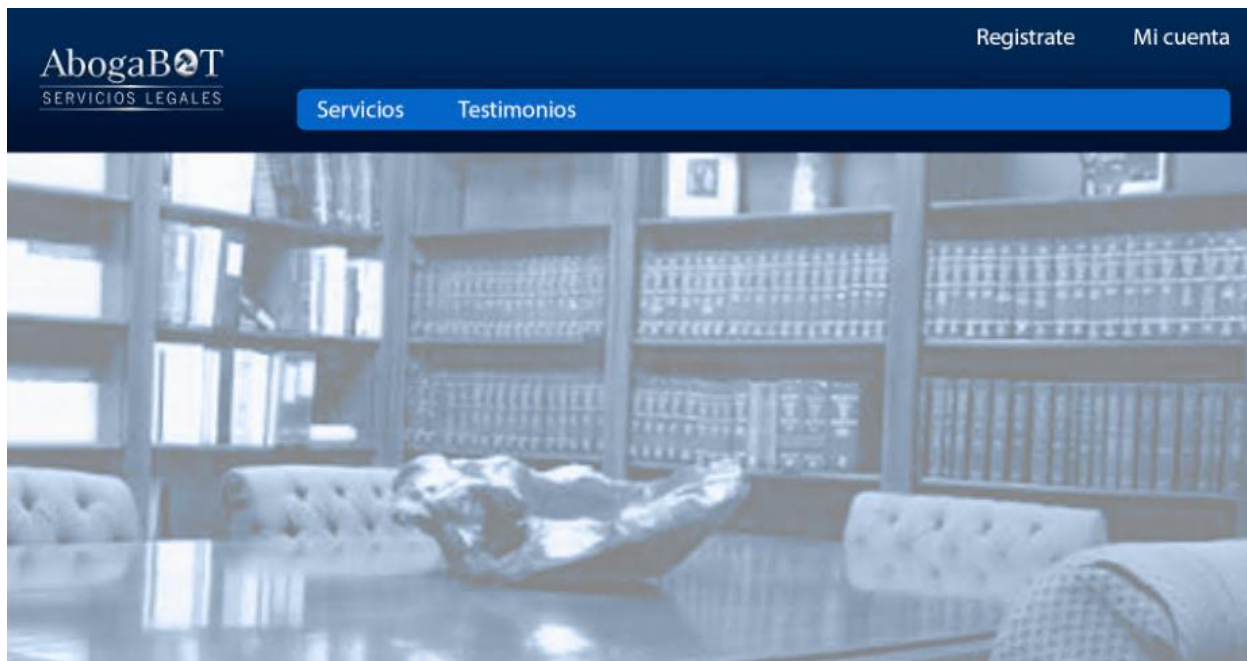 Registrate Mi cuenta
AbogaBOT
SERVICIOS LEGALES
Servicios Testimonios